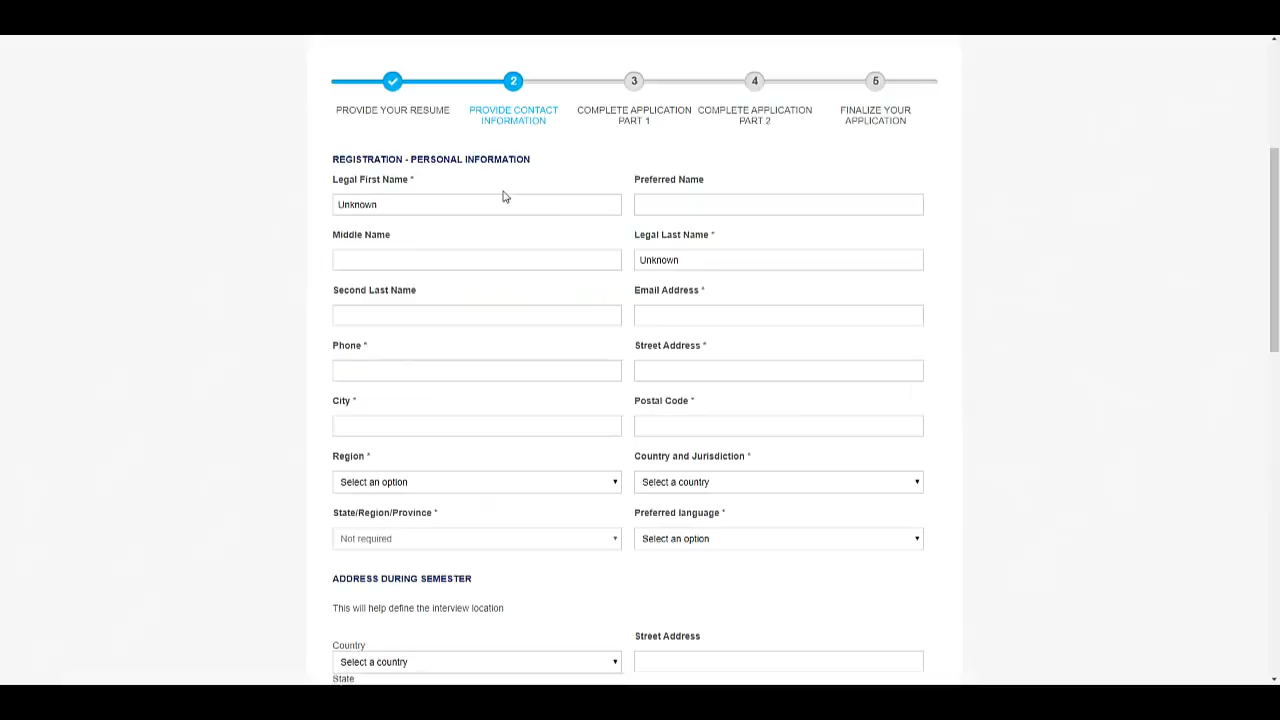 2
3
4
5
PROVIDE YOUR RESUME
PROVIDE CONTACT
INFORMATION
COMPLETE APPLICATION
PART 1
COMPLETE APPLICATION
PART 2
FINALIZE YOUR
APPLICATION
REGISTRATION - PERSONAL INFORMATION
Legal First Name *
Preferred Name
Unknown
Middle Name
Legal Last Name *
Unknown
Second Last Name
Email Address *
Phone *
Street Address *
City *
Postal Code *
Region *
Country and Jurisdiction *
Select an option
Select a country
State/Region/Province *
Preferred language *
Not required
Select an option
ADDRESS DURING SEMESTER
This will help define the interview location
Street Address
Country
Select a country
State